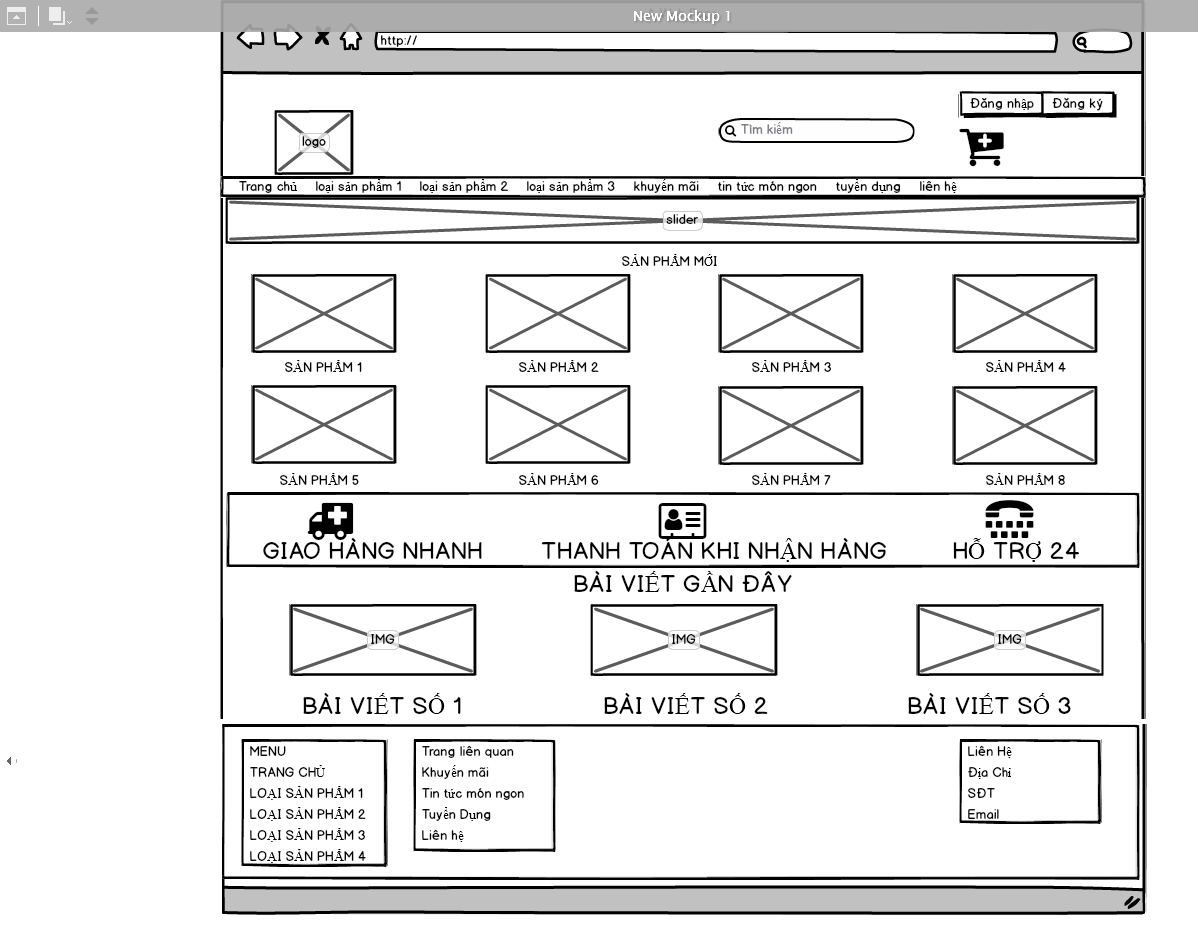 New Mockup 1
http://
Đăng nhập Đăng ký
logo
Tìm kiếm
Trang chủ loại sản phẩm 1 loại sản phẩm 2 loại sản phẩm 3 khuyến mãi tin tức món ngon tuyển dụng liên hệ
slider
SẢN PHẨM MỚI
SẢN PHẨM 1 SẢN PHẨM 2 SẢN PHẨM 3 SẢN PHẨM 4
SẢN PHẨM 5 SẢN PHẨM 6 SẢN PHẨM 7 SẢN PHẨM 8
GIAO HÀNG NHANH THANH TOÁN KHI NHẬN HÀNG HỖ TRỢ 24
BÀI VIẾT GẦN ĐÂY
IMG IMG IMG
BÀI VIẾT SỐ 1 BÀI VIẾT SỐ 2 BÀI VIẾT SỐ 3
MENU
TRANG CHỦ
LOẠI SẢN PHẨM 1
LOẠI SẢN PHẨM 2
LOẠI SẢN PHẨM 3
LOẠI SẢN PHẨM 4
Trang liên quan
Khuyến mãi
Tin tức món ngon
Tuyển Dụng
Liên hệ
Liên Hệ
Địa Chỉ
SĐT
Email